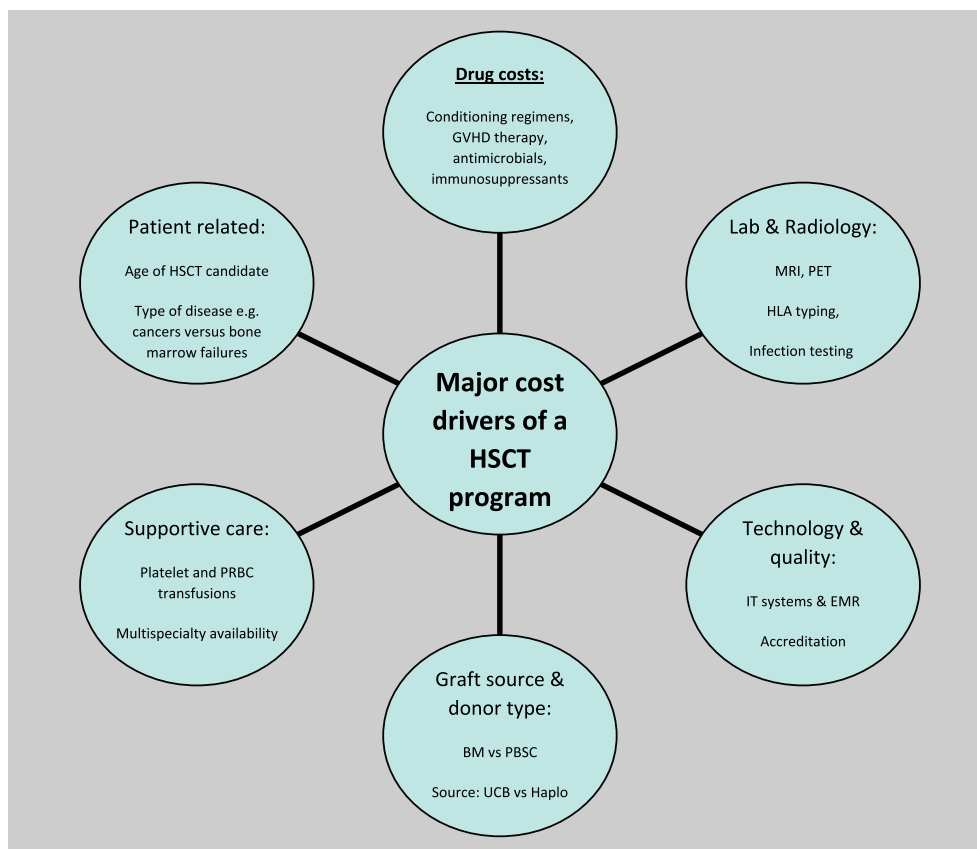 Drug costs:
Conditioning regimens,
GVHD therapy,
antimicrobials,
immunosuppressants
Patient related:
Age of HSCT candidate
Type of disease e.g.
cancers versus bone
marrow failures
Lab & Radiology:
MRI, PET
HLA typing,
Infection testing
Major cost
drivers of a
HSCT
program
Supportive care:
Platelet and PRBC
transfusions
Multispecialty availability
Technology &
quality:
IT systems & EMR
Accreditation
Graft source &
donor type:
BM vs PBSC
Source: UCB vs Haplo